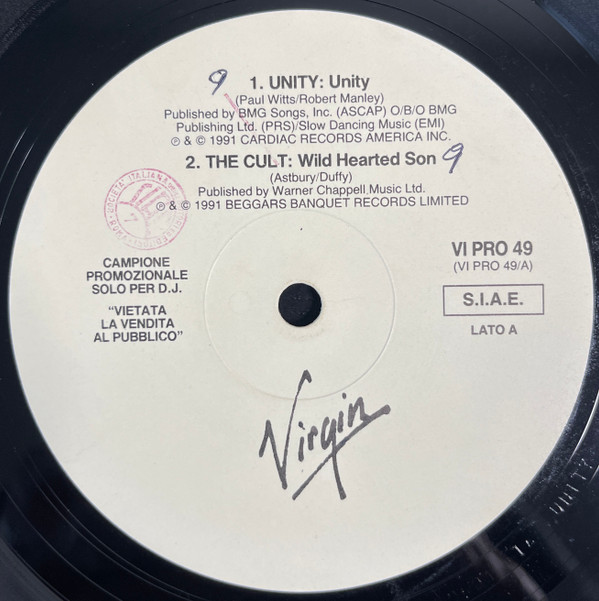 9 1. UNITY: Unity
(Paul Witts/Robert Manley)
Published by BMG Songs, Inc. (ASCAP) O/B/O BMG
Publishing Ltd. (PRS)/Slow Dancing Music (EMI)
℗ & © 1991 CARDIAC RECORDS AMERICA INC.
2. THE CULT: Wild Hearted Son 9
(Astbury/Duffy)
Published by Warner Chappell Music Ltd.
℗ & © 1991 BEGGARS BANQUET RECORDS LIMITED
SOCIETA' ITALIANA
CAMPIONE
PROMOZIONALE
SOLO PER D.J.
"VIETATA
LA VENDITA
AL PUBBLICO"
VI PRO 49
(VI PRO 49/A)
S.I.A.E.
LATO A
Virgin